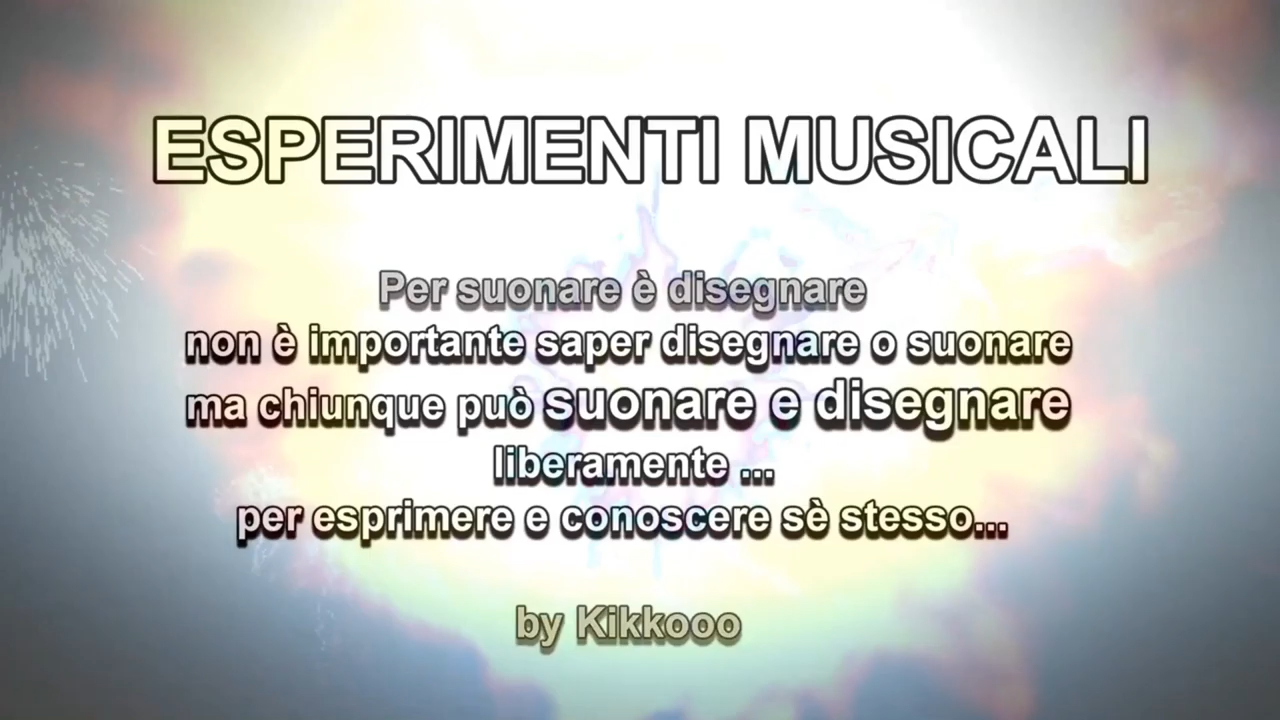 ESPERIMENTI MUSICALI
Per suonare è disegnare
non è importante saper disegnare o suonare
ma chiunque può suonare e disegnare
liberamente ...
per esprimere e conoscere sè stesso...
by Kikkooo